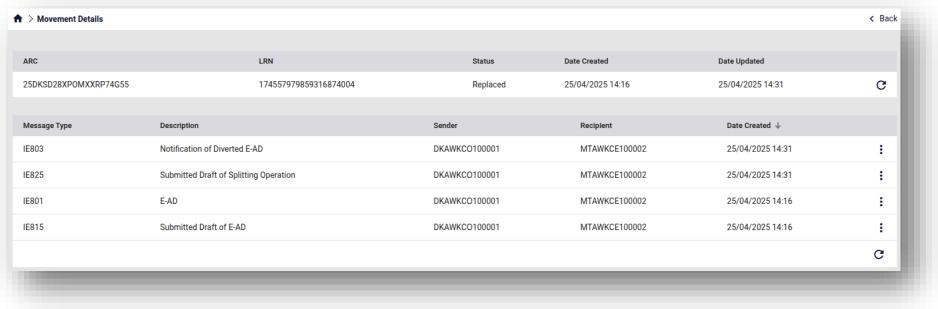 > Movement Details < Back
ARC LRN Status Date Created Date Updated
25DKSD28XPOMXXRP74G55 174557979859316874004 Replaced 25/04/2025 14:16 25/04/2025 14:31
Message Type Description Sender Recipient Date Created ↓
IE803 Notification of Diverted E-AD DKAWKCO100001 MTAWKCE100002 25/04/2025 14:31
IE825 Submitted Draft of Splitting Operation DKAWKCO100001 MTAWKCE100002 25/04/2025 14:31
IE801 E-AD DKAWKCO100001 MTAWKCE100002 25/04/2025 14:16
IE815 Submitted Draft of E-AD DKAWKCO100001 MTAWKCE100002 25/04/2025 14:16